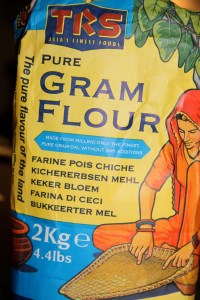 TRS
ASIA'S FINEST FOODS
The pure flavour of the land
PURE
GRAM
FLOUR
MADE FROM MILLING ONLY THE FINEST
PURE GRAM DAL WITHOUT ANY ADDITIONS
FARINE POIS CHICHE
KICHERERBSEN MEHL
KEKER BLOEM
FARINA DI CECI
BUKKEERTER MEL
2Kg e
4.4lbs